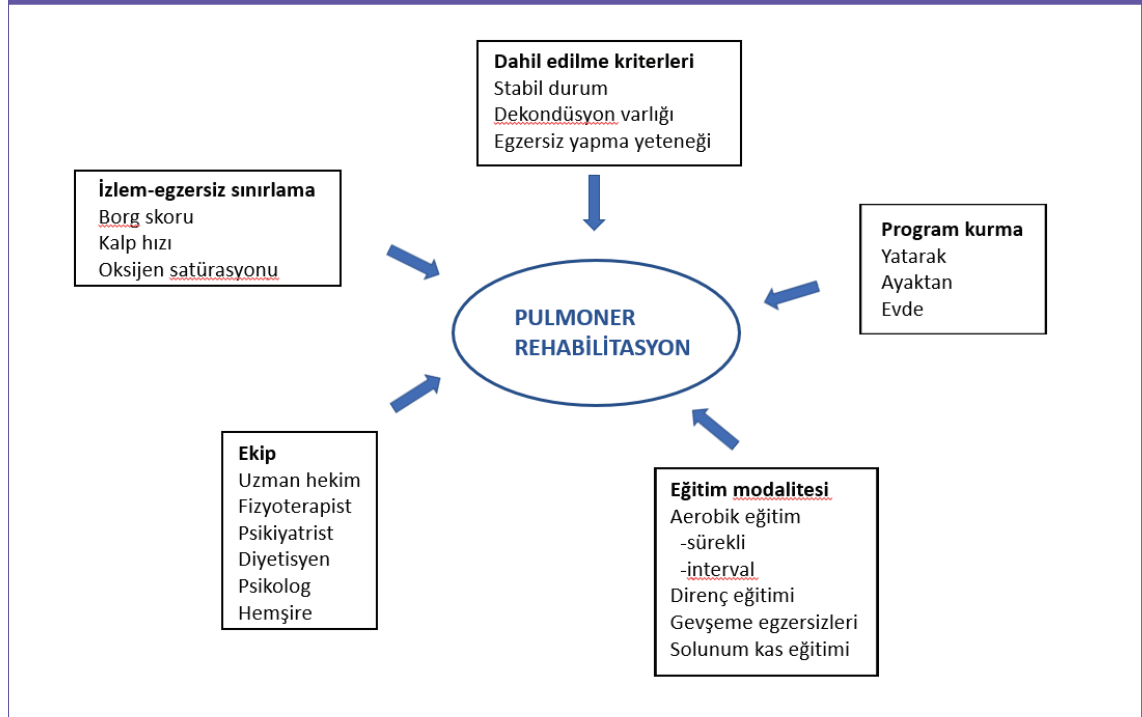 Dahil edilme kriterleri
Stabil durum
Dekondüsyon varlığı
Egzersiz yapma yeteneği
İzlem-egzersiz sınırlama
Borg skoru
Kalp hızı
Oksijen satürasyonu
Program kurma
Yatarak
Ayaktan
Evde
PULMONER
REHABİLİTASYON
Ekip
Uzman hekim
Fizyoterapist
Psikiyatrist
Diyetisyen
Psikolog
Hemşire
Eğitim modalitesi
Aerobik eğitim
-sürekli
-interval
Direnç eğitimi
Gevşeme egzersizleri
Solunum kas eğitimi